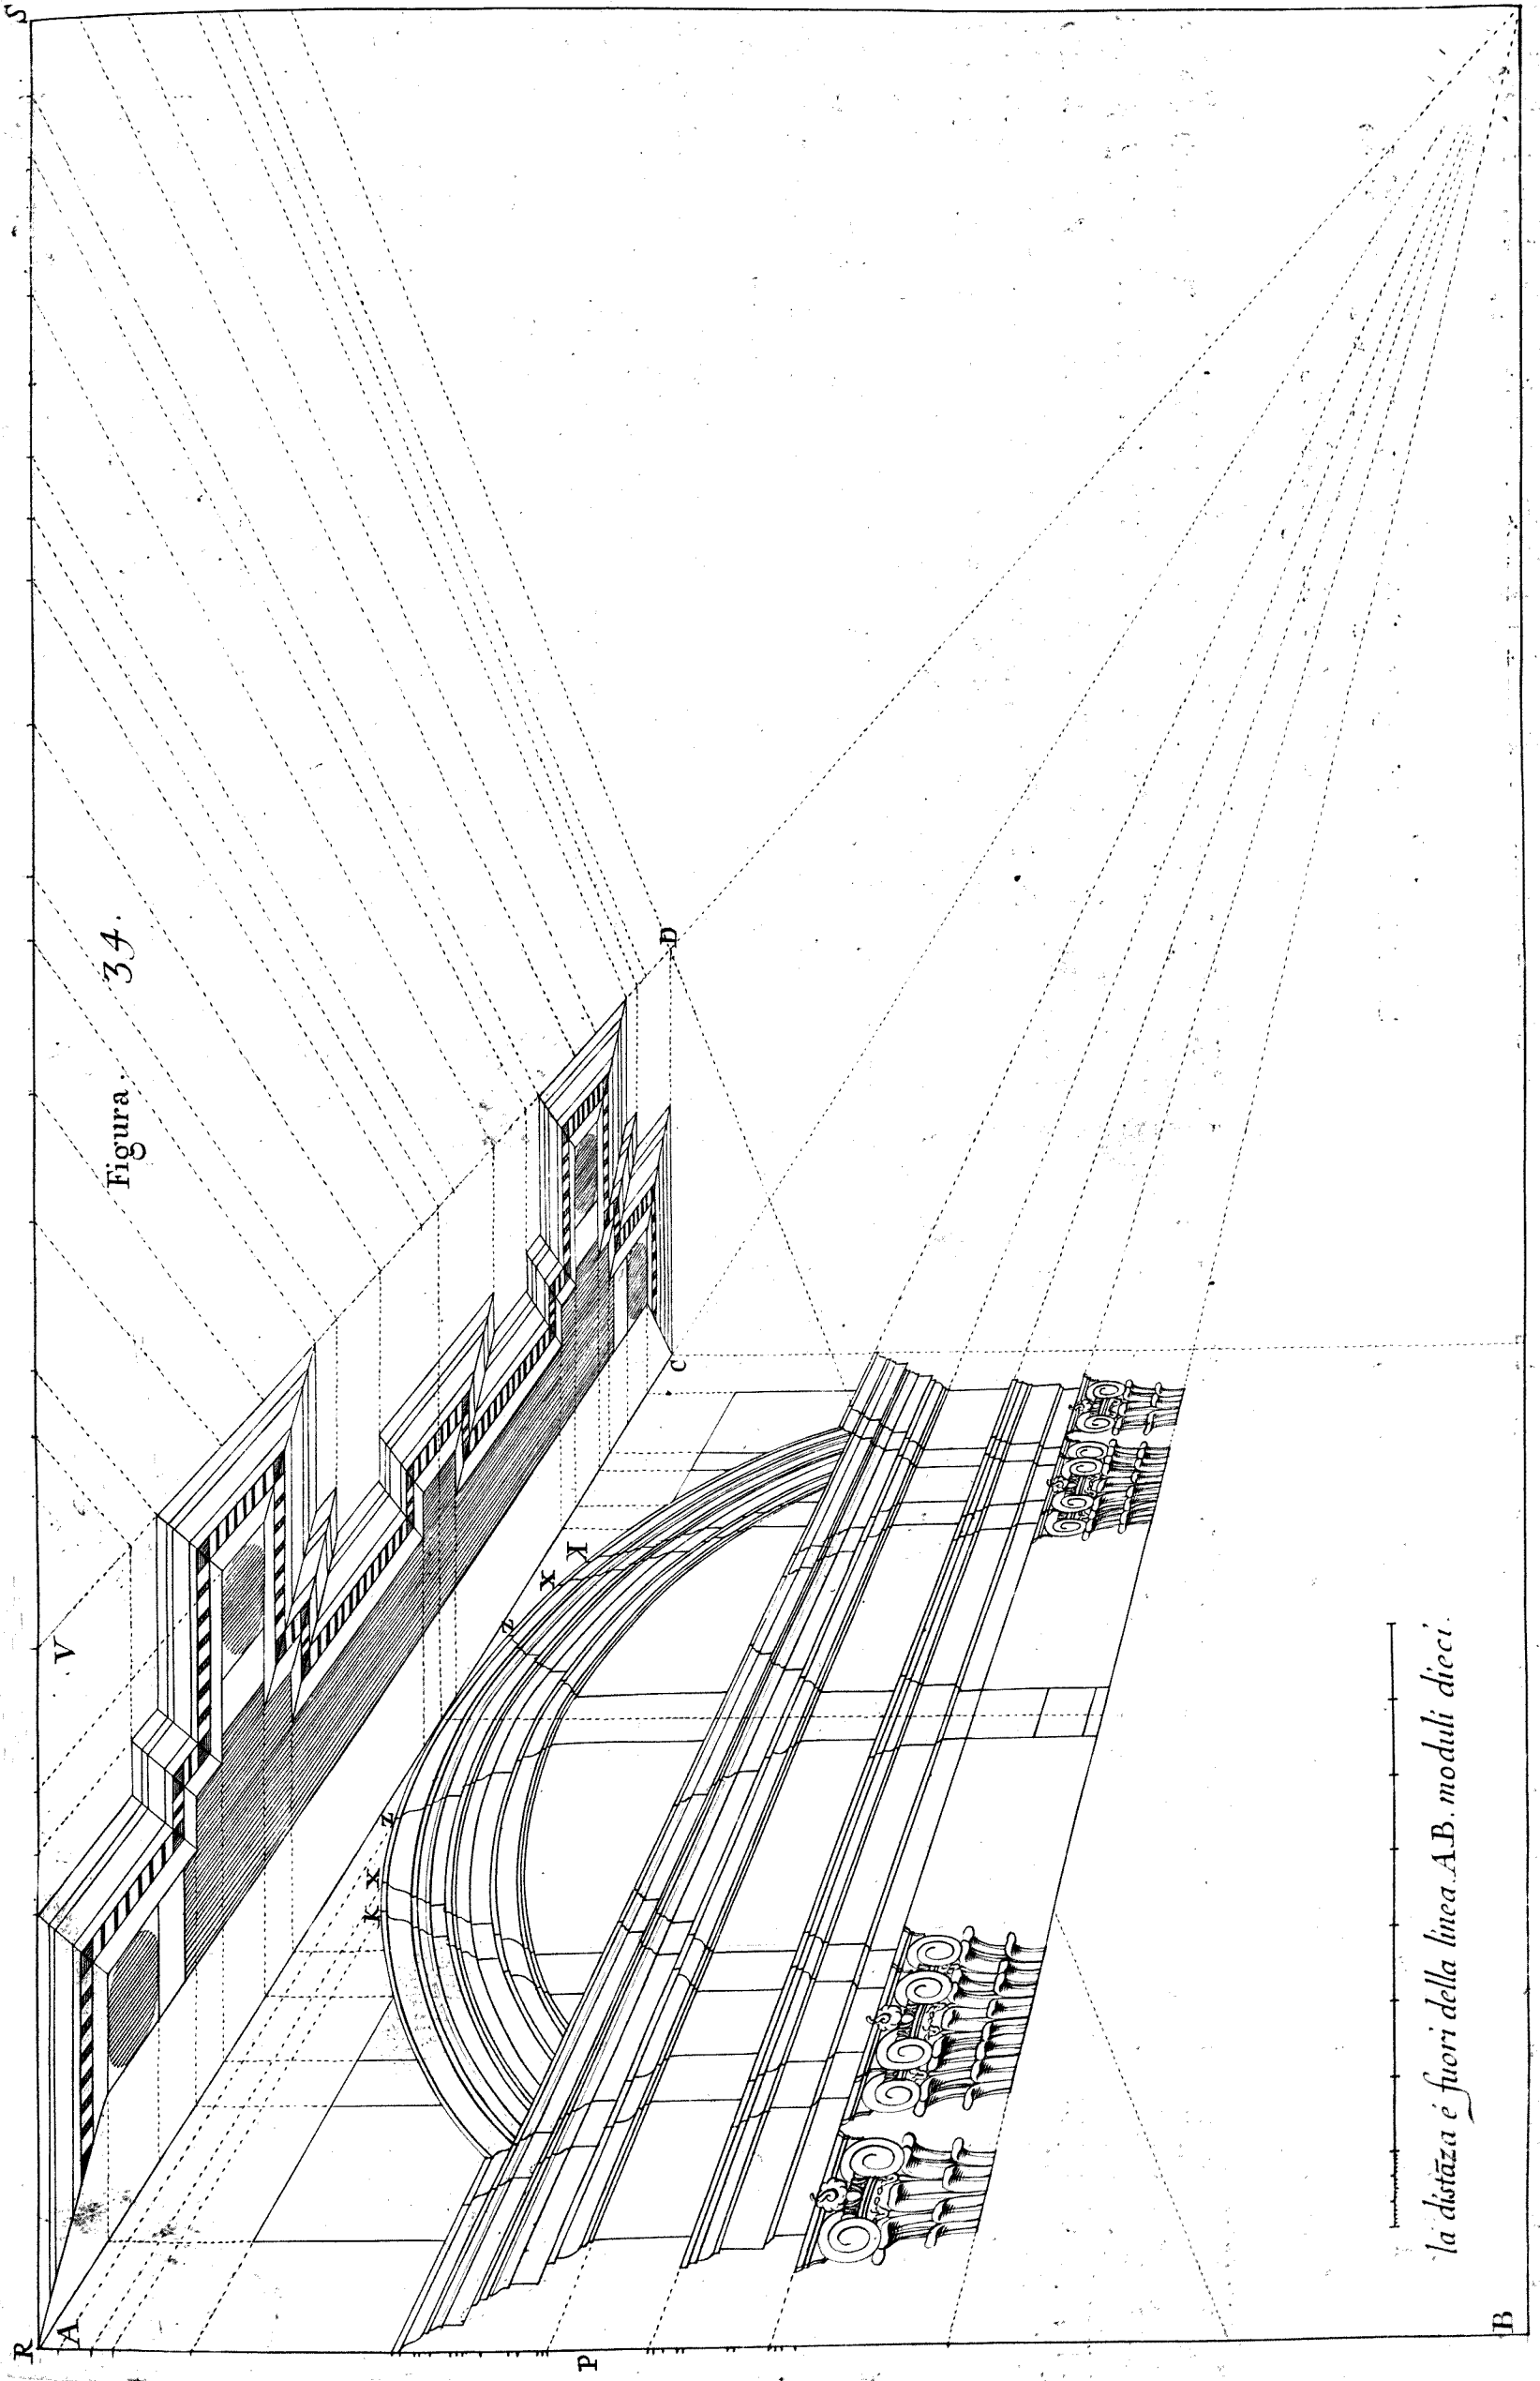 S
Figura. 34.
D
V
C
K
x
z
Z
X
K
R
A
P
B
la distāza é fuori della linea A.B. moduli dieci.